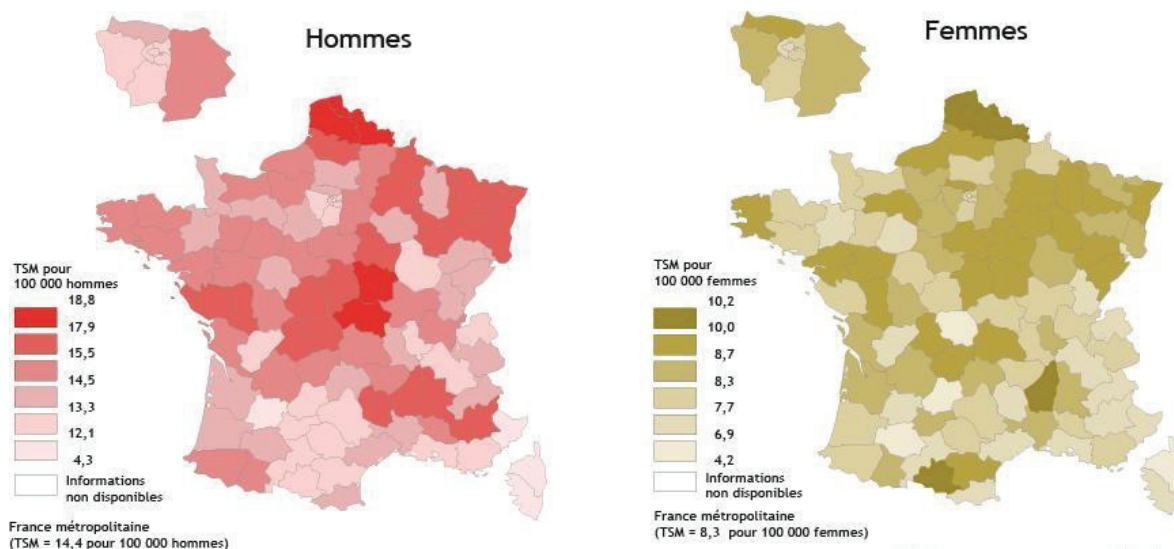 Hommes
TSM pour
100 000 hommes
18,8
17,9
15,5
14,5
13,3
12,1
4,3
Informations
non disponibles
France métropolitaine
(TSM = 14,4 pour 100 000 hommes)
Femmes
TSM pour
100 000 femmes
10,2
10,0
8,7
8,3
7,7
6,9
4,2
Informations
non disponibles
France métropolitaine
(TSM = 8,3 pour 100 000 femmes)